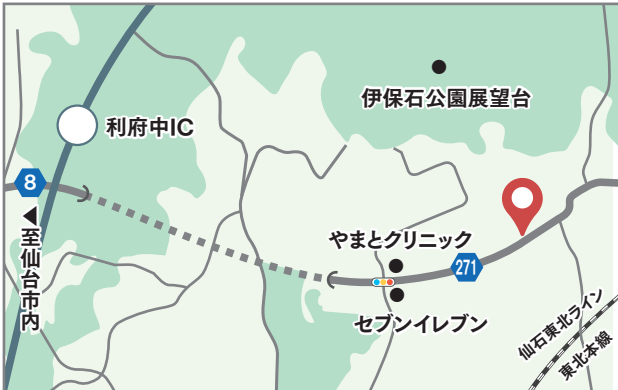 伊保石公園展望台
利府中IC
8
◀至仙台市内
やまとクリニック
271
セブンイレブン
仙石東北ライン
東北本線